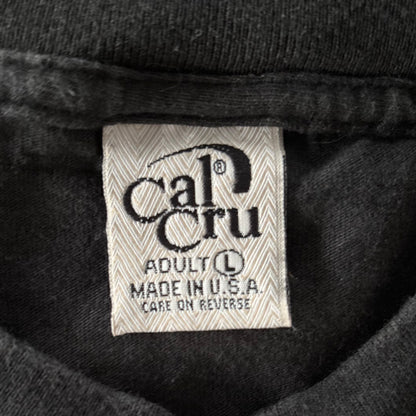 Cal®
Cru
ADULT L
MADE IN U.S.A.
CARE ON REVERSE